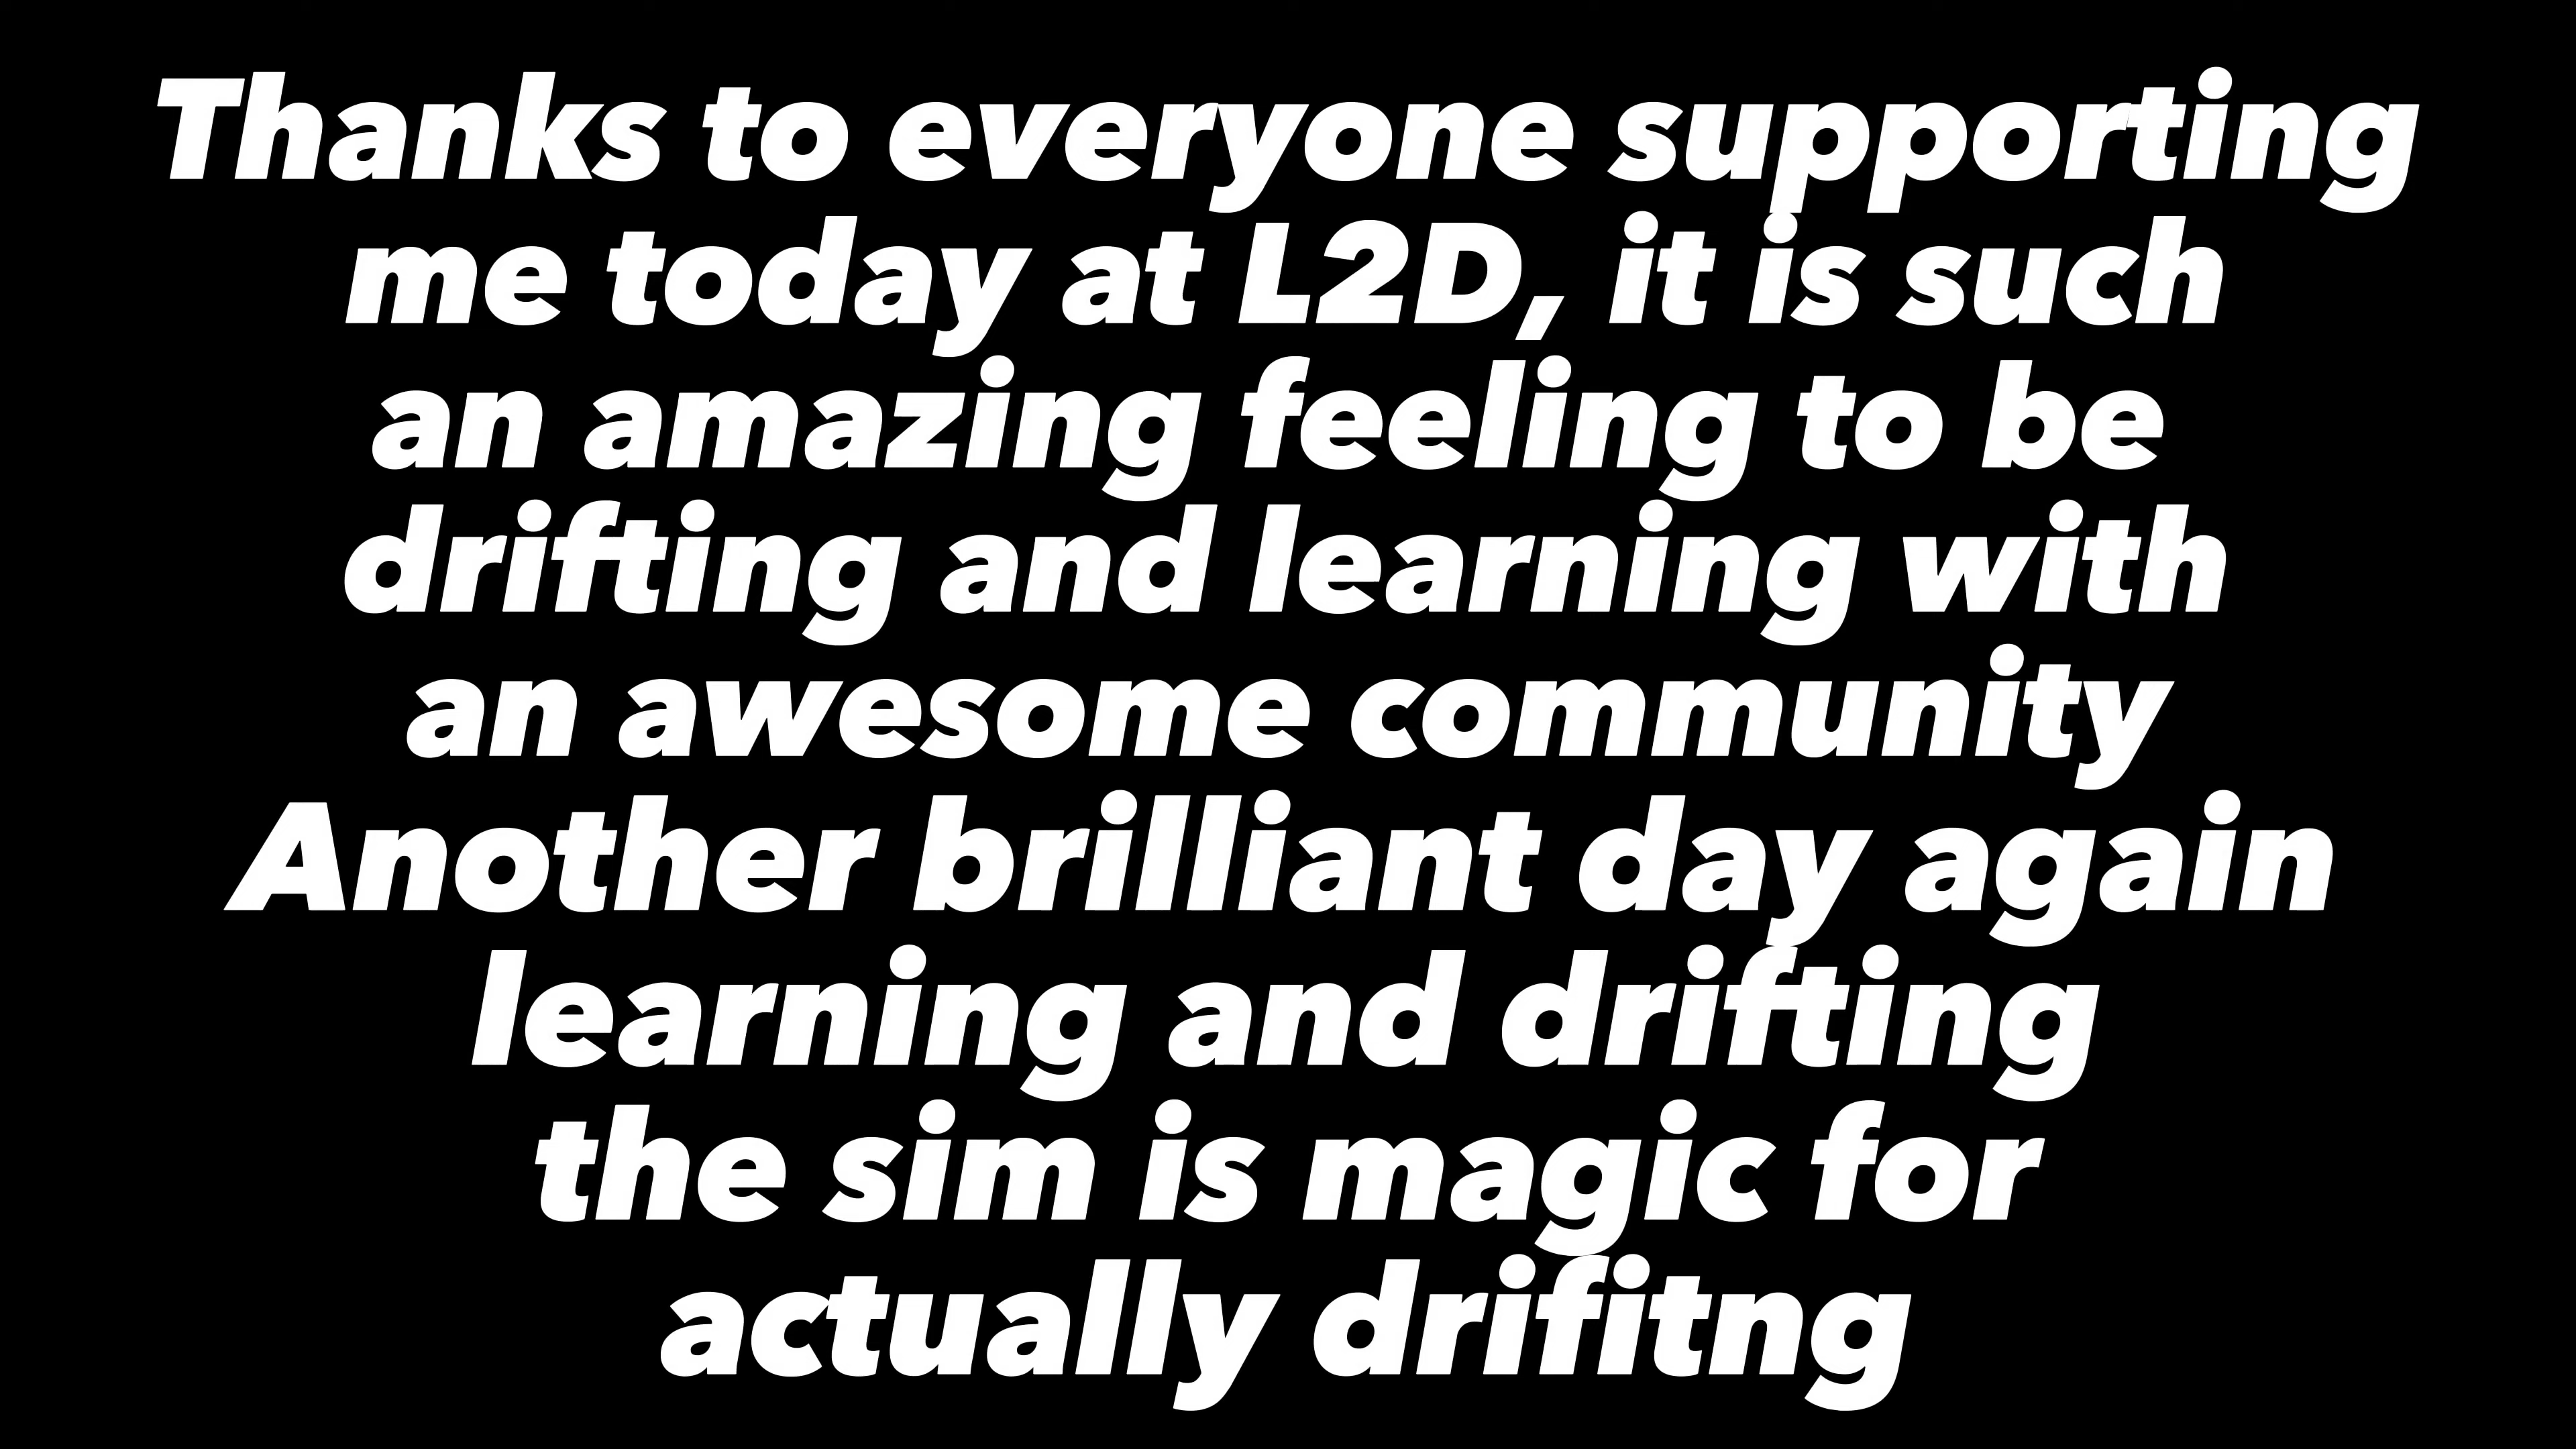 Thanks to everyone supporting
me today at L2D, it is such
an amazing feeling to be
drifting and learning with
an awesome community
Another brilliant day again
learning and drifting
the sim is magic for
actually drifitng